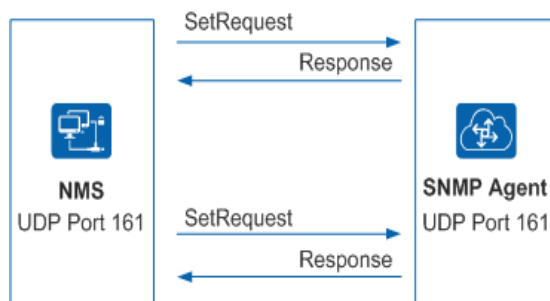 SetRequest
Response
NMS
UDP Port 161
SNMP Agent
UDP Port 161
SetRequest
Response